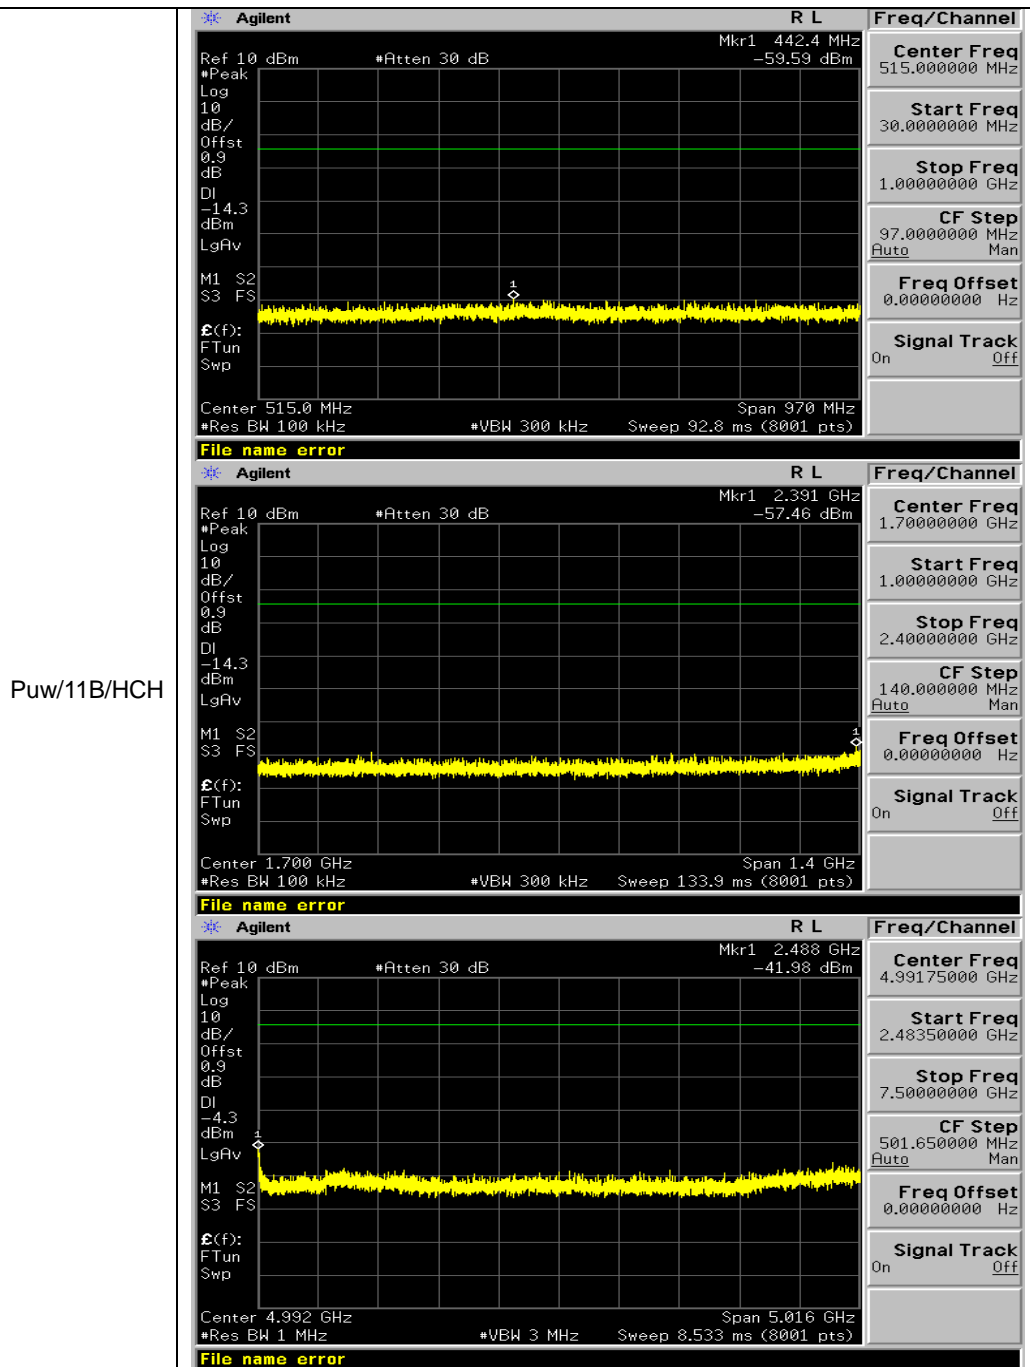 Puw/11B/HCH
Agilent R L Freq/Channel
Mkr1 442.4 MHz
Ref 10 dBm #Atten 30 dB -59.59 dBm
#Peak
Log
10
dB/
Offst
0.9
dB
DI
-14.3
dBm
LgAv
M1 S2
S3 FS
£(f):
FTun
Swp
1
Center 515.0 MHz Span 970 MHz
#Res BW 100 kHz #VBW 300 kHz Sweep 92.8 ms (8001 pts)
File name error
Center Freq
515.000000 MHz
Start Freq
30.0000000 MHz
Stop Freq
1.00000000 GHz
CF Step
97.0000000 MHz
Auto Man
Freq Offset
0.00000000 Hz
Signal Track
On Off
Agilent R L Freq/Channel
Mkr1 2.391 GHz
Ref 10 dBm #Atten 30 dB -57.46 dBm
#Peak
Log
10
dB/
Offst
0.9
dB
DI
-14.3
dBm
LgAv
M1 S2
S3 FS
£(f):
FTun
Swp
1
Center 1.700 GHz Span 1.4 GHz
#Res BW 100 kHz #VBW 300 kHz Sweep 133.9 ms (8001 pts)
File name error
Center Freq
1.70000000 GHz
Start Freq
1.00000000 GHz
Stop Freq
2.40000000 GHz
CF Step
140.000000 MHz
Auto Man
Freq Offset
0.00000000 Hz
Signal Track
On Off
Agilent R L Freq/Channel
Mkr1 2.488 GHz
Ref 10 dBm #Atten 30 dB -41.98 dBm
#Peak
Log
10
dB/
Offst
0.9
dB
DI
-4.3
dBm
LgAv
M1 S2
S3 FS
£(f):
FTun
Swp
1
Center 4.992 GHz Span 5.016 GHz
#Res BW 1 MHz #VBW 3 MHz Sweep 8.533 ms (8001 pts)
File name error
Center Freq
4.99175000 GHz
Start Freq
2.48350000 GHz
Stop Freq
7.50000000 GHz
CF Step
501.650000 MHz
Auto Man
Freq Offset
0.00000000 Hz
Signal Track
On Off